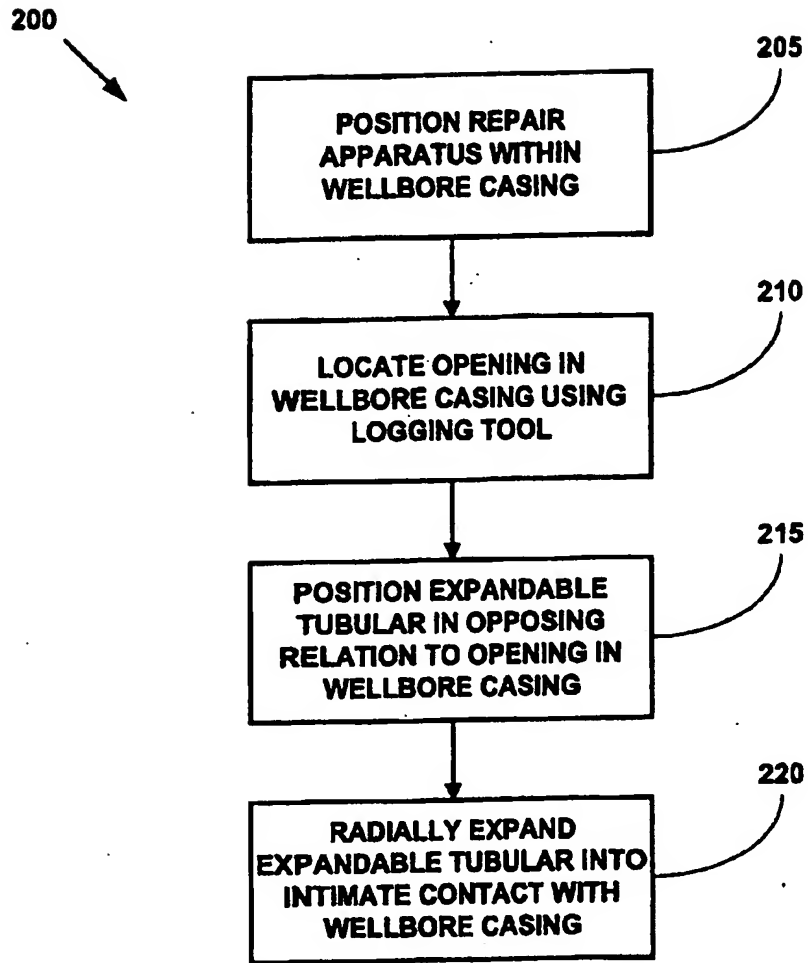 200
205
POSITION REPAIR
APPARATUS WITHIN
WELLBORE CASING
210
LOCATE OPENING IN
WELLBORE CASING USING
LOGGING TOOL
215
POSITION EXPANDABLE
TUBULAR IN OPPOSING
RELATION TO OPENING IN
WELLBORE CASING
220
RADIALLY EXPAND
EXPANDABLE TUBULAR INTO
INTIMATE CONTACT WITH
WELLBORE CASING